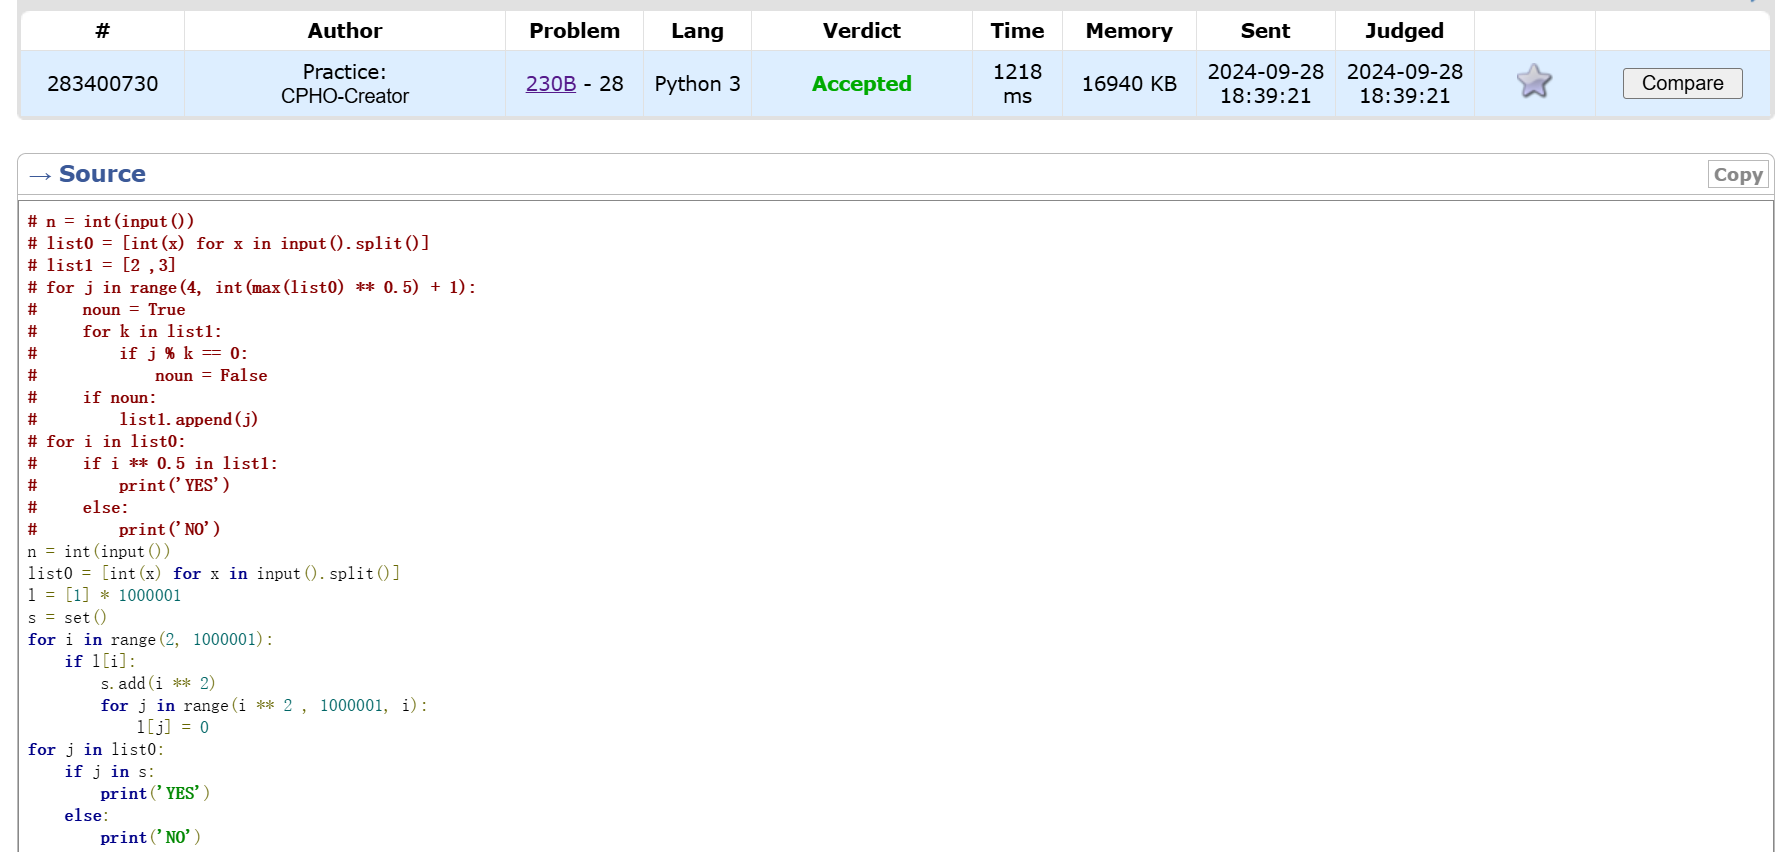 # Author Problem Lang Verdict Time Memory Sent Judged
283400730 Practice: CPHO-Creator 230B - 28 Python 3 Accepted 1218 ms 16940 KB 2024-09-28 18:39:21 2024-09-28 18:39:21 Compare
→ Source Copy
# n = int(input())
# list0 = [int(x) for x in input().split()]
# list1 = [2 ,3]
# for j in range(4, int(max(list0) ** 0.5) + 1):
#     noun = True
#     for k in list1:
#         if j % k == 0:
#             noun = False
#     if noun:
#         list1.append(j)
# for i in list0:
#     if i ** 0.5 in list1:
#         print('YES')
#     else:
#         print('NO')
n = int(input())
list0 = [int(x) for x in input().split()]
l = [1] * 1000001
s = set()
for i in range(2, 1000001):
    if l[i]:
        s.add(i ** 2)
        for j in range(i ** 2 , 1000001, i):
            l[j] = 0
for j in list0:
    if j in s:
        print('YES')
    else:
        print('NO')